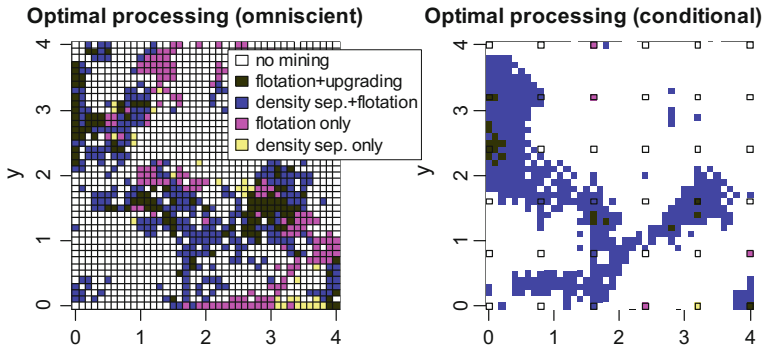 Optimal processing (omniscient)
Optimal processing (conditional)
no mining
flotation+upgrading
density sep.+flotation
flotation only
density sep. only
y
4
3
2
1
0
0 1 2 3 4
y
4
3
2
1
0
0 1 2 3 4